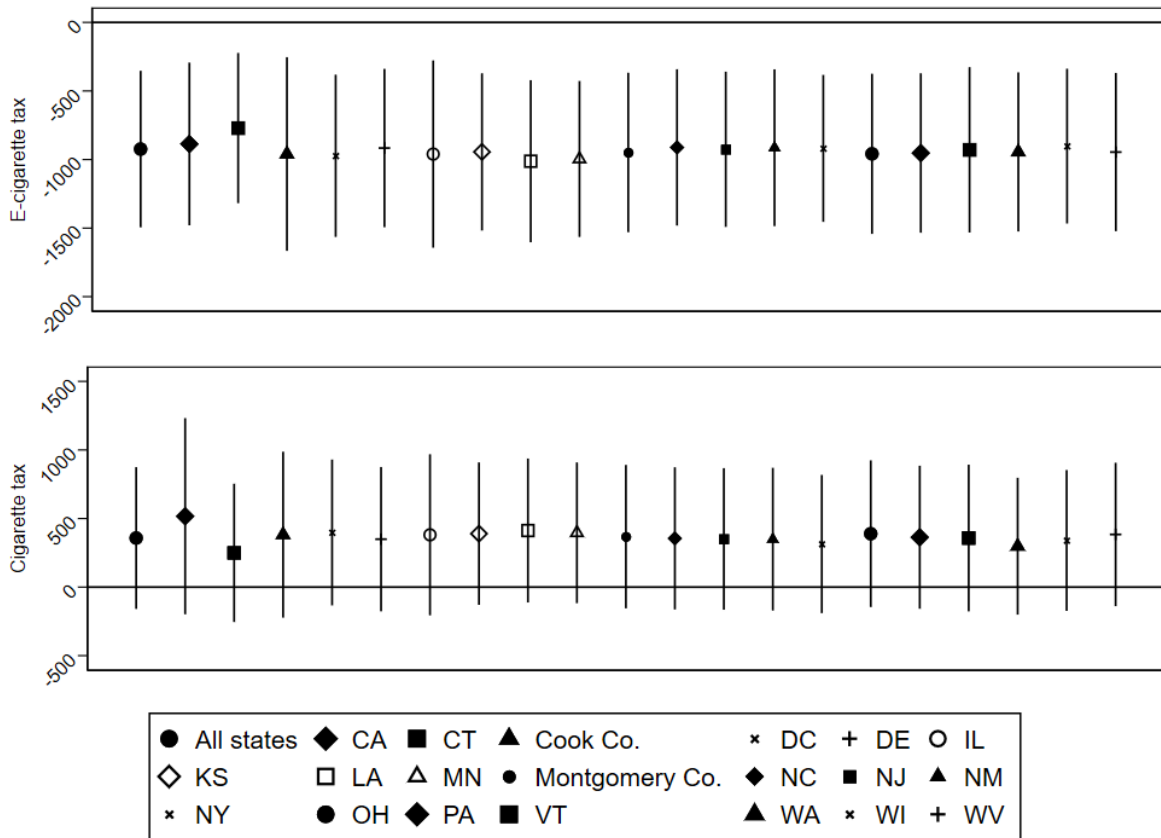 E-cigarette tax
0
-500
-1000
-1500
-2000
Cigarette tax
1500
1000
500
0
-500
All states CA CT Cook Co. DC DE IL
KS LA MN Montgomery Co. NC NJ NM
NY OH PA VT WA WI WV